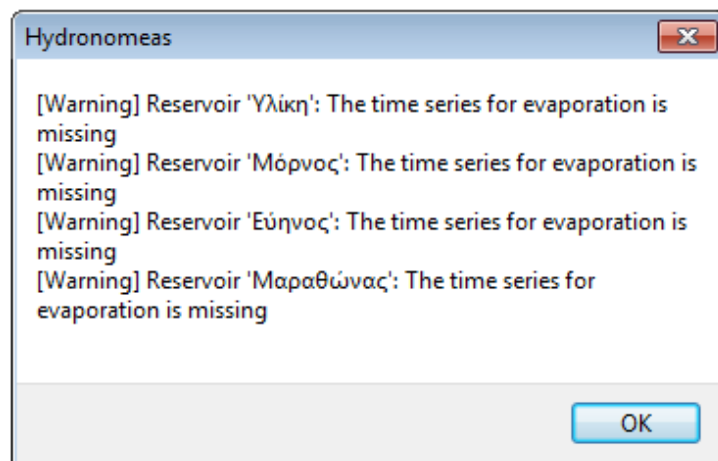 Hydronomeas
[Warning] Reservoir 'Υλίκη': The time series for evaporation is
missing
[Warning] Reservoir 'Μόρνος': The time series for evaporation is
missing
[Warning] Reservoir 'Εύηνος': The time series for evaporation is
missing
[Warning] Reservoir 'Μαραθώνας': The time series for
evaporation is missing
OK